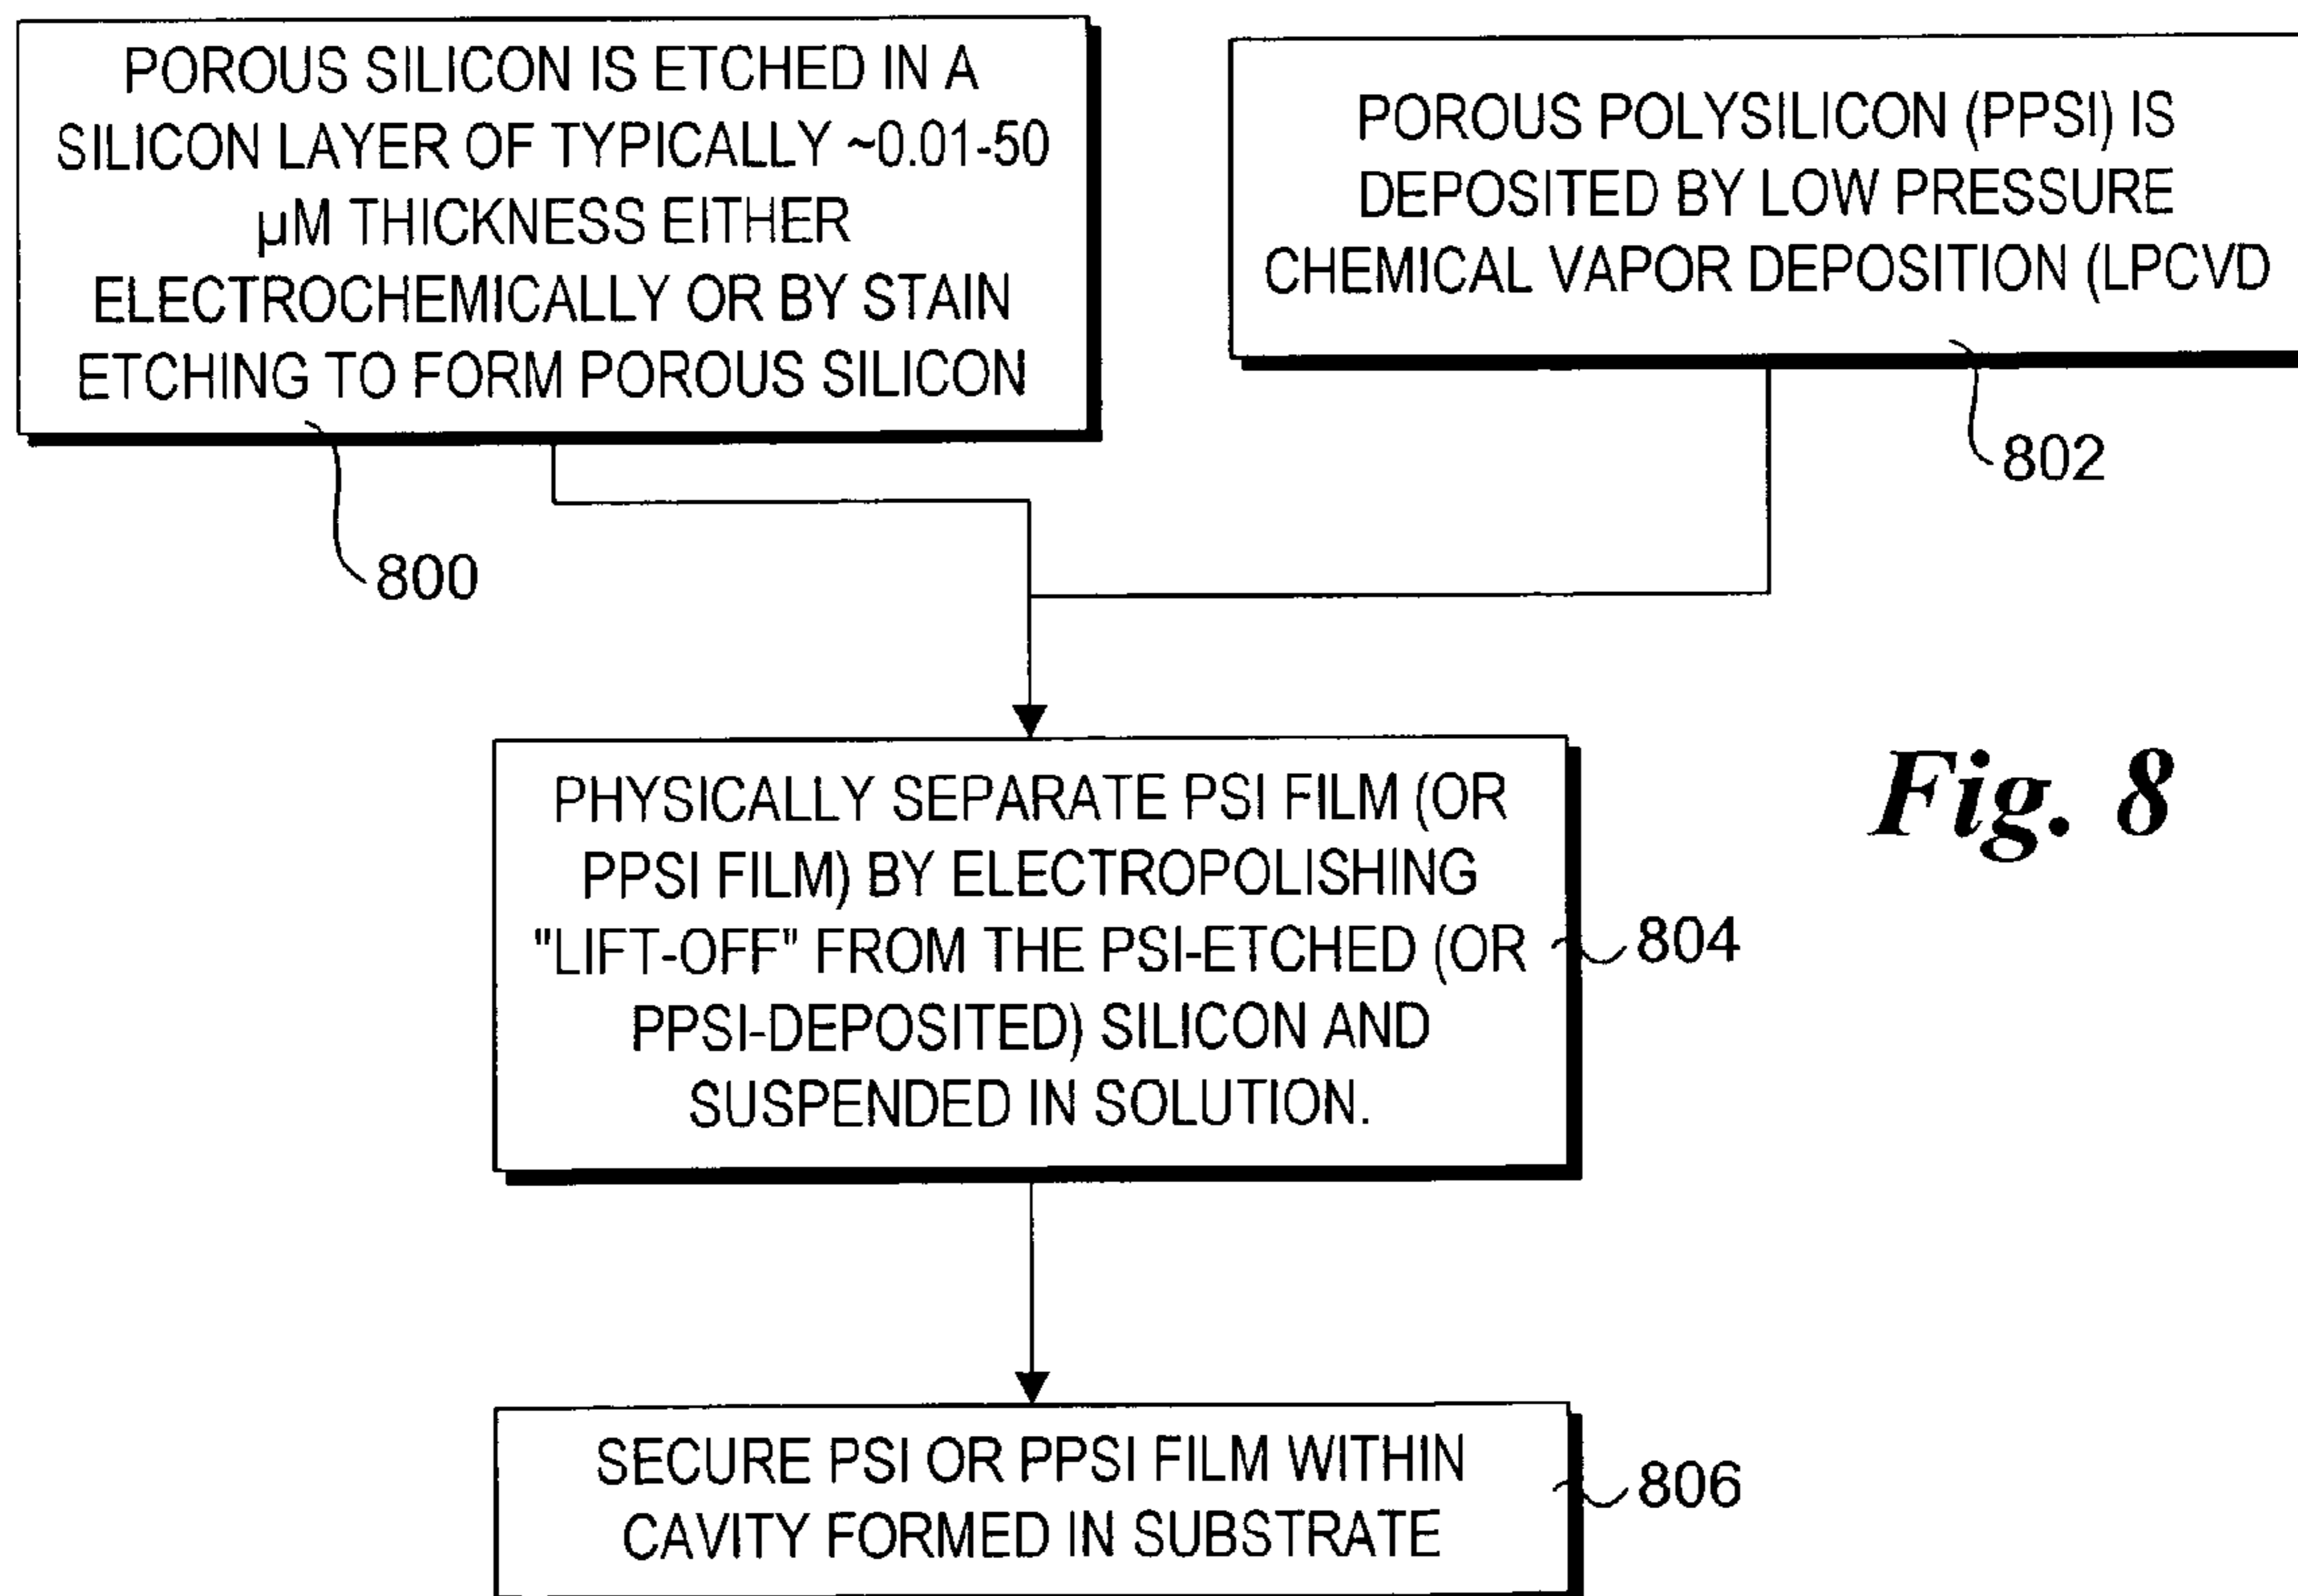 POROUS SILICON IS ETCHED IN A
SILICON LAYER OF TYPICALLY ~0.01-50
µM THICKNESS EITHER
ELECTROCHEMICALLY OR BY STAIN
ETCHING TO FORM POROUS SILICON
800
POROUS POLYSILICON (PPSI) IS
DEPOSITED BY LOW PRESSURE
CHEMICAL VAPOR DEPOSITION (LPCVD
802
PHYSICALLY SEPARATE PSI FILM (OR
PPSI FILM) BY ELECTROPOLISHING
"LIFT-OFF" FROM THE PSI-ETCHED (OR
PPSI-DEPOSITED) SILICON AND
SUSPENDED IN SOLUTION.
804
Fig. 8
SECURE PSI OR PPSI FILM WITHIN
CAVITY FORMED IN SUBSTRATE
806